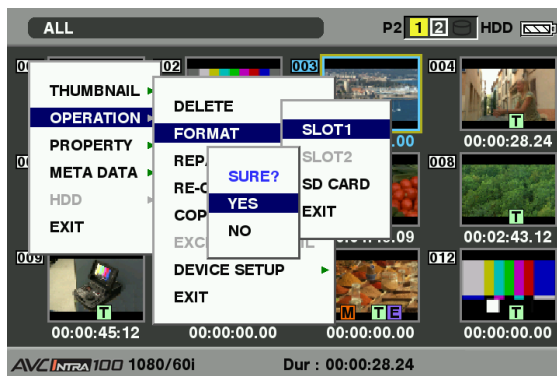 ALL P2 1 2 HDD
002 003 004
THUMBNAIL
OPERATION
PROPERTY
META DATA
HDD
EXIT
DELETE
FORMAT
EXIT
DEVICE SETUP
SLOT1
SLOT2
SD CARD
EXIT
SURE?
YES
NO
.00 00:00:28.24
T
008
.09 00:02:43.12
T
009 012
T M T E T
00:00:45:12 00:00:00.00 00:00:00.00 00:00:00.00
AVC INTRA 100 1080/60i Dur : 00:00:28.24